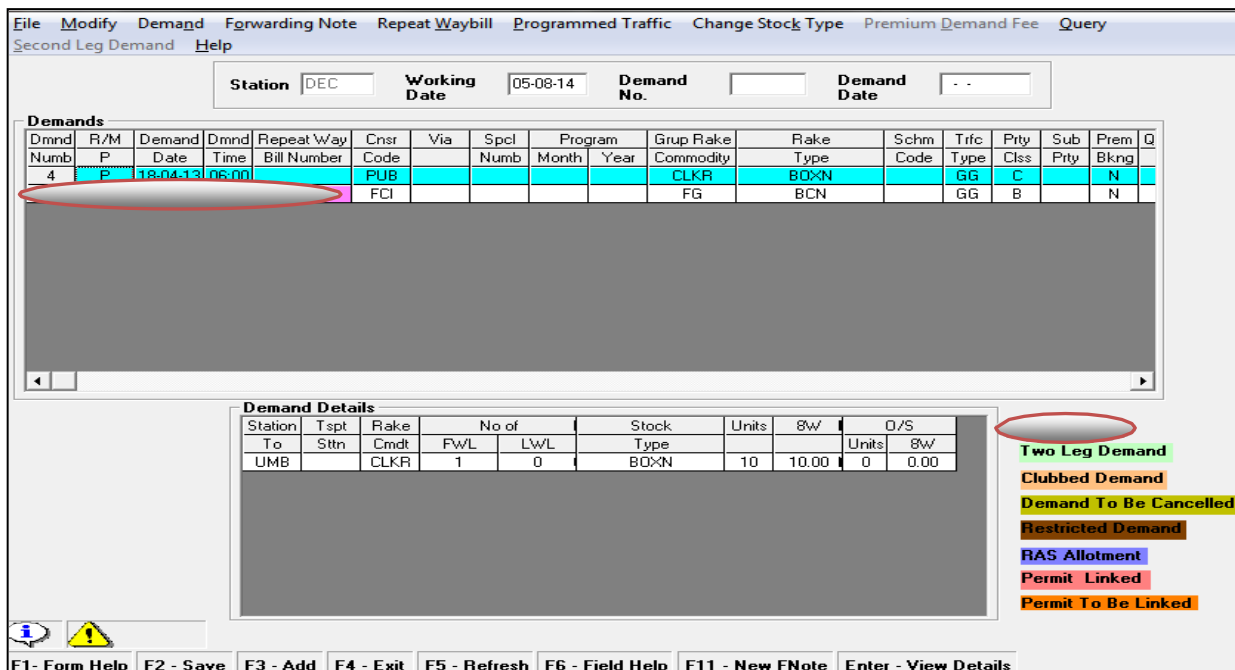 File Modify Demand Forwarding Note Repeat Waybill Programmed Traffic Change Stock Type Premium Demand Fee Query
Second Leg Demand Help
Station DEC Working Date 05-08-14 Demand No. Demand Date - -
Demands
Dmnd R/M Demand Dmnd Repeat Way Cnsr Via Spcl Program Grup Rake Rake Schm Trfc Prty Sub Prem Q
Numb P Date Time Bill Number Code Numb Month Year Commodity Type Code Type Clss Prty Bkng
4 P 18-04-13 06:00 PUB CLKR BOXN GG C N
FCI FG BCN GG B N
Demand Details
Station Tspt Rake No of Stock Units 8W O/S
To Sttn Cmdt FWL LWL Type Units 8W
UMB CLKR 1 0 BOXN 10 10.00 0 0.00
Two Leg Demand
Clubbed Demand
Demand To Be Cancelled
Restricted Demand
RAS Allotment
Permit Linked
Permit To Be Linked
F1- Form Help F2 - Save F3 - Add F4 - Exit F5 - Refresh F6 - Field Help F11 - New FNote Enter - View Details